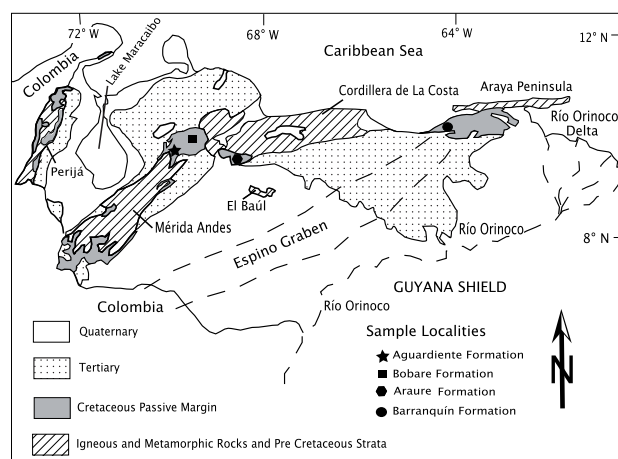 72° W
68° W
64° W
12° N
Caribbean Sea
Colombia
Lake Maracaibo
Cordillera de La Costa
Araya Peninsula
Río Orinoco
Delta
Perijá
El Baúl
Mérida Andes
Espino Graben
Río Orinoco
8° N
Colombia
Río Orinoco
GUYANA SHIELD
Quaternary
Tertiary
Cretaceous Passive Margin
Igneous and Metamorphic Rocks and Pre Cretaceous Strata
Sample Localities
Aguardiente Formation
Bobare Formation
Araure Formation
Barranquín Formation
N